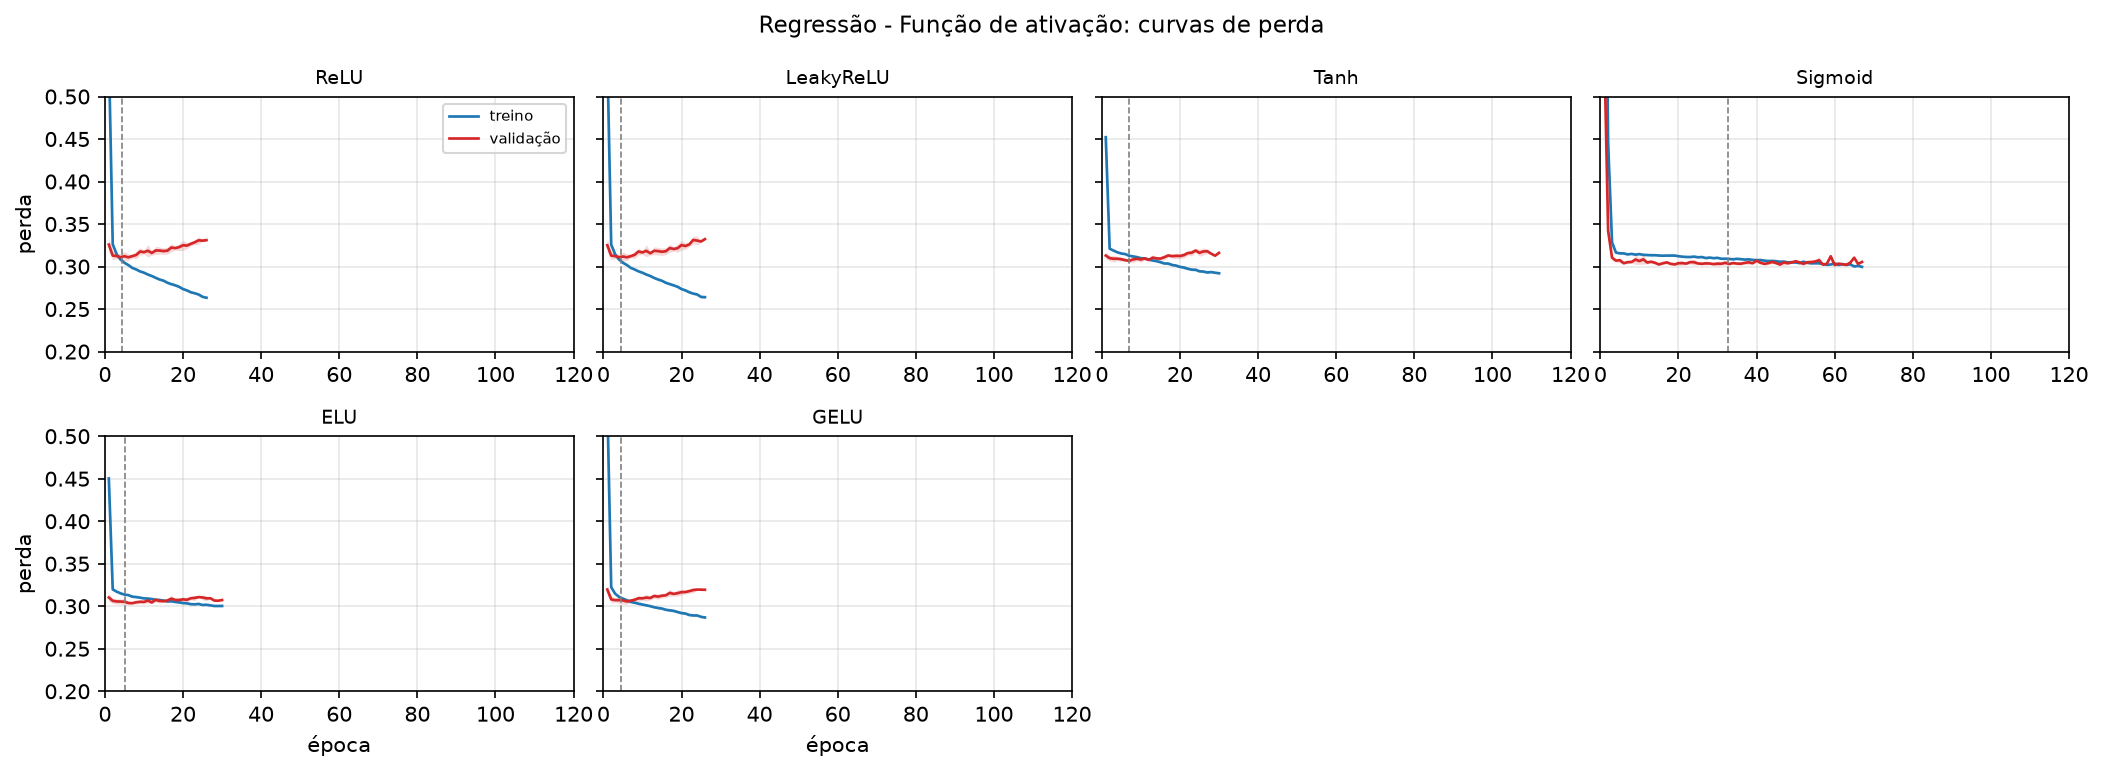 Regressão - Função de ativação: curvas de perda
ReLU
LeakyReLU
Tanh
Sigmoid
treino
validação
perda
0.50
0.45
0.40
0.35
0.30
0.25
0.20
0 20 40 60 80 100 120
0 20 40 60 80 100 120
0 20 40 60 80 100 120
0 20 40 60 80 100 120
ELU
GELU
perda
0.50
0.45
0.40
0.35
0.30
0.25
0.20
0 20 40 60 80 100 120
0 20 40 60 80 100 120
época
época